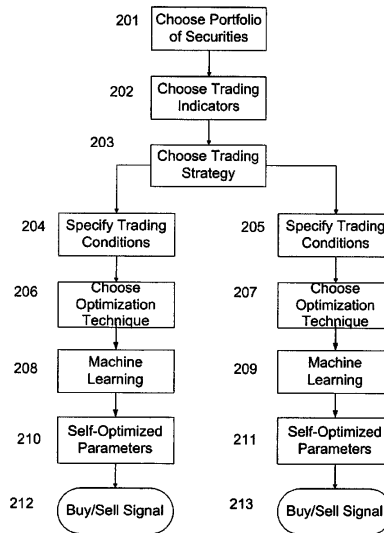 201
Choose Portfolio
of Securities
202
Choose Trading
Indicators
203
Choose Trading
Strategy
204
Specify Trading
Conditions
205
Specify Trading
Conditions
206
Choose
Optimization
Technique
207
Choose
Optimization
Technique
208
Machine
Learning
209
Machine
Learning
210
Self-Optimized
Parameters
211
Self-Optimized
Parameters
212
Buy/Sell Signal
213
Buy/Sell Signal